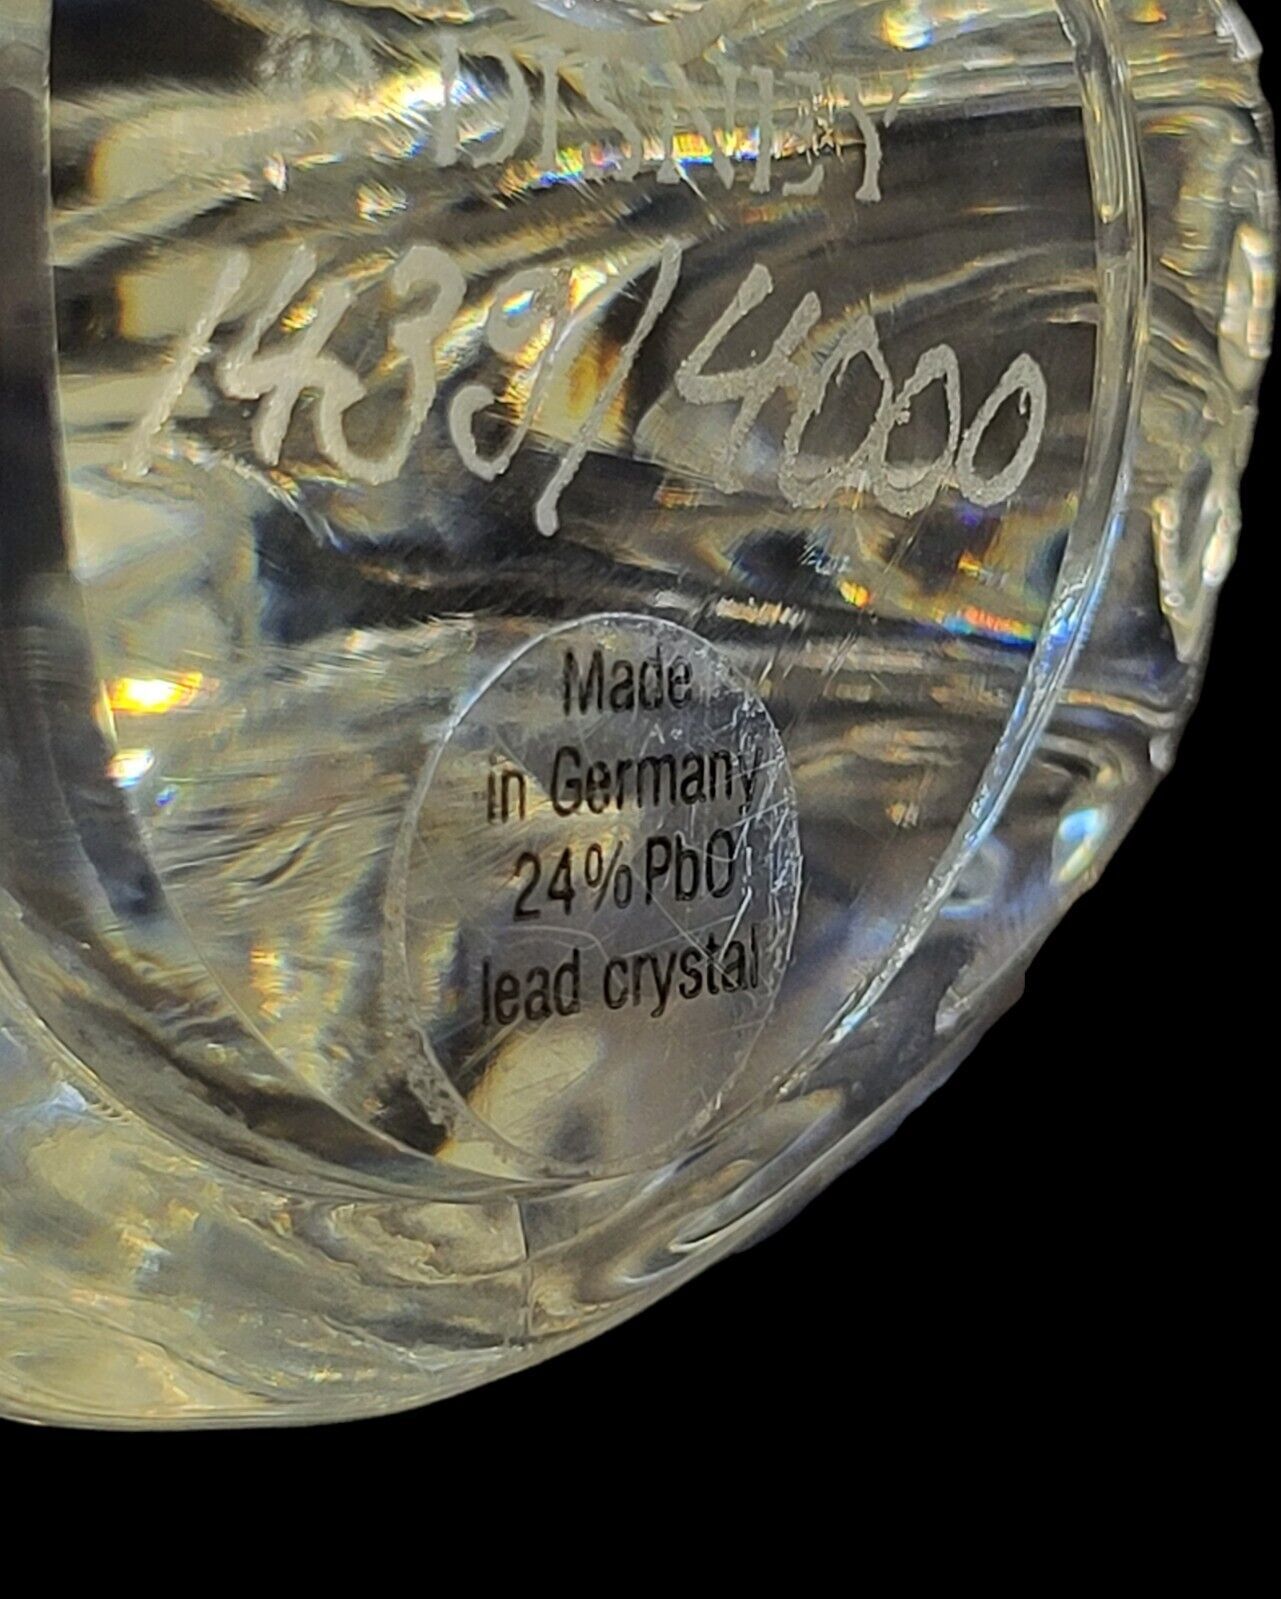 © DISNEY
1439/4000
Made
in Germany
24% PbO
lead crystal